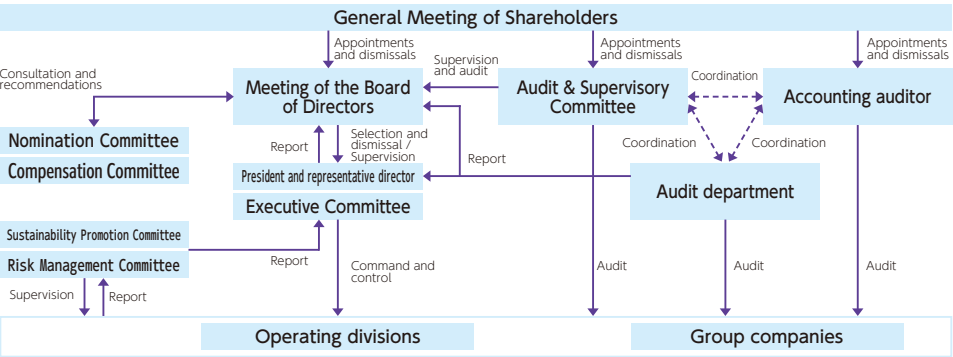 General Meeting of Shareholders
Appointments
and dismissals
Appointments
and dismissals
Appointments
and dismissals
Consultation and
recommendations
Supervision
and audit
Meeting of the Board
of Directors
Audit & Supervisory
Committee
Coordination
Accounting auditor
Nomination Committee
Compensation Committee
Report
Selection and
dismissal /
Supervision
Report
Coordination
Coordination
President and representative director
Executive Committee
Audit department
Sustainability Promotion Committee
Risk Management Committee
Report
Command and
control
Audit
Audit
Audit
Supervision
Report
Operating divisions
Group companies